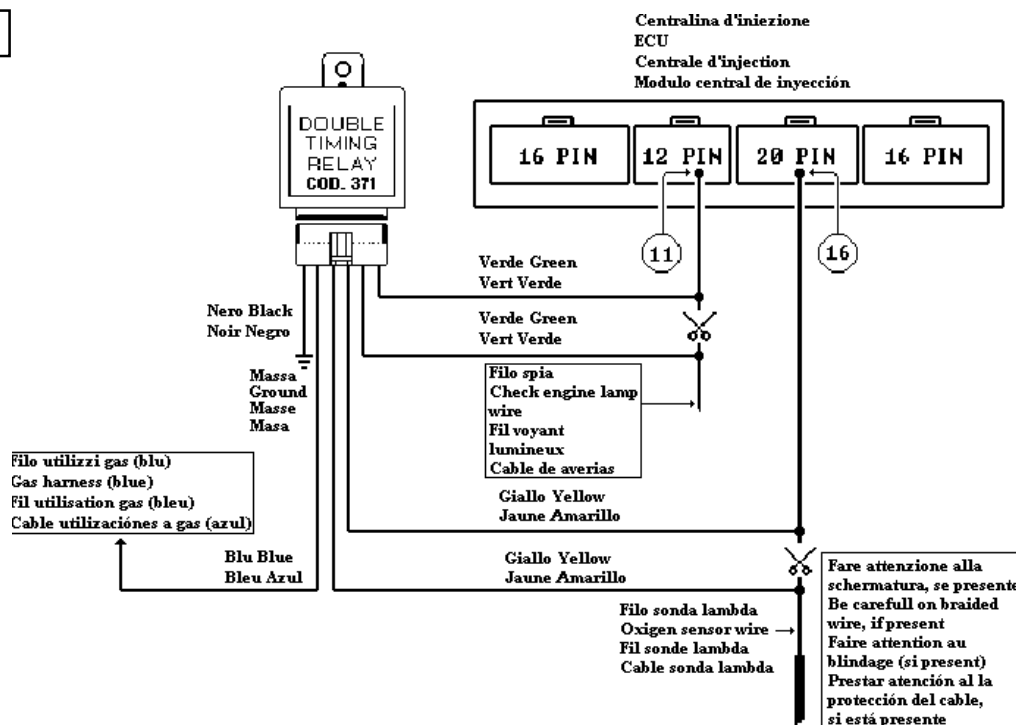 Centralina d'iniezione
ECU
Centrale d'injection
Modulo central de inyección
DOUBLE
TIMING
RELAY
COD. 371
16 PIN
12 PIN
20 PIN
16 PIN
11
16
Verde Green
Vert Verde
Nero Black
Noir Negro
Verde Green
Vert Verde
Massa
Ground
Masse
Masa
Filo spia
Check engine lamp
wire
Fil voyant
lumineux
Cable de averias
Filo utilizzi gas (blu)
Gas harness (blue)
Fil utilisation gas (bleu)
Cable utilizaciónes a gas (azul)
Giallo Yellow
Jaune Amarillo
Blu Blue
Bleu Azul
Giallo Yellow
Jaune Amarillo
Filo sonda lambda
Oxigen sensor wire
Fil sonde lambda
Cable sonda lambda
Fare attenzione alla
schermatura, se presente
Be carefull on braided
wire, if present
Faire attention au
blindage (si present)
Prestar atención al la
protección del cable,
si está presente